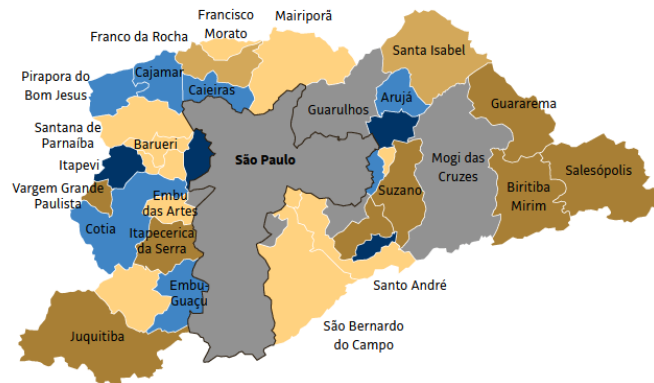 Francisco
Morato
Mairiporã
Franco da Rocha
Santa Isabel
Pirapora do
Bom Jesus
Cajamar
Caieiras
Arujá
Guarulhos
Guararema
Santana de
Parnaíba
Barueri
São Paulo
Itapevi
Mogi das
Cruzes
Salesópolis
Vargem Grande
Paulista
Embu
das Artes
Suzano
Biritiba
Mirim
Cotia
Itapecerica
da Serra
Embu
Guaçu
Santo André
São Bernardo
do Campo
Juquitiba